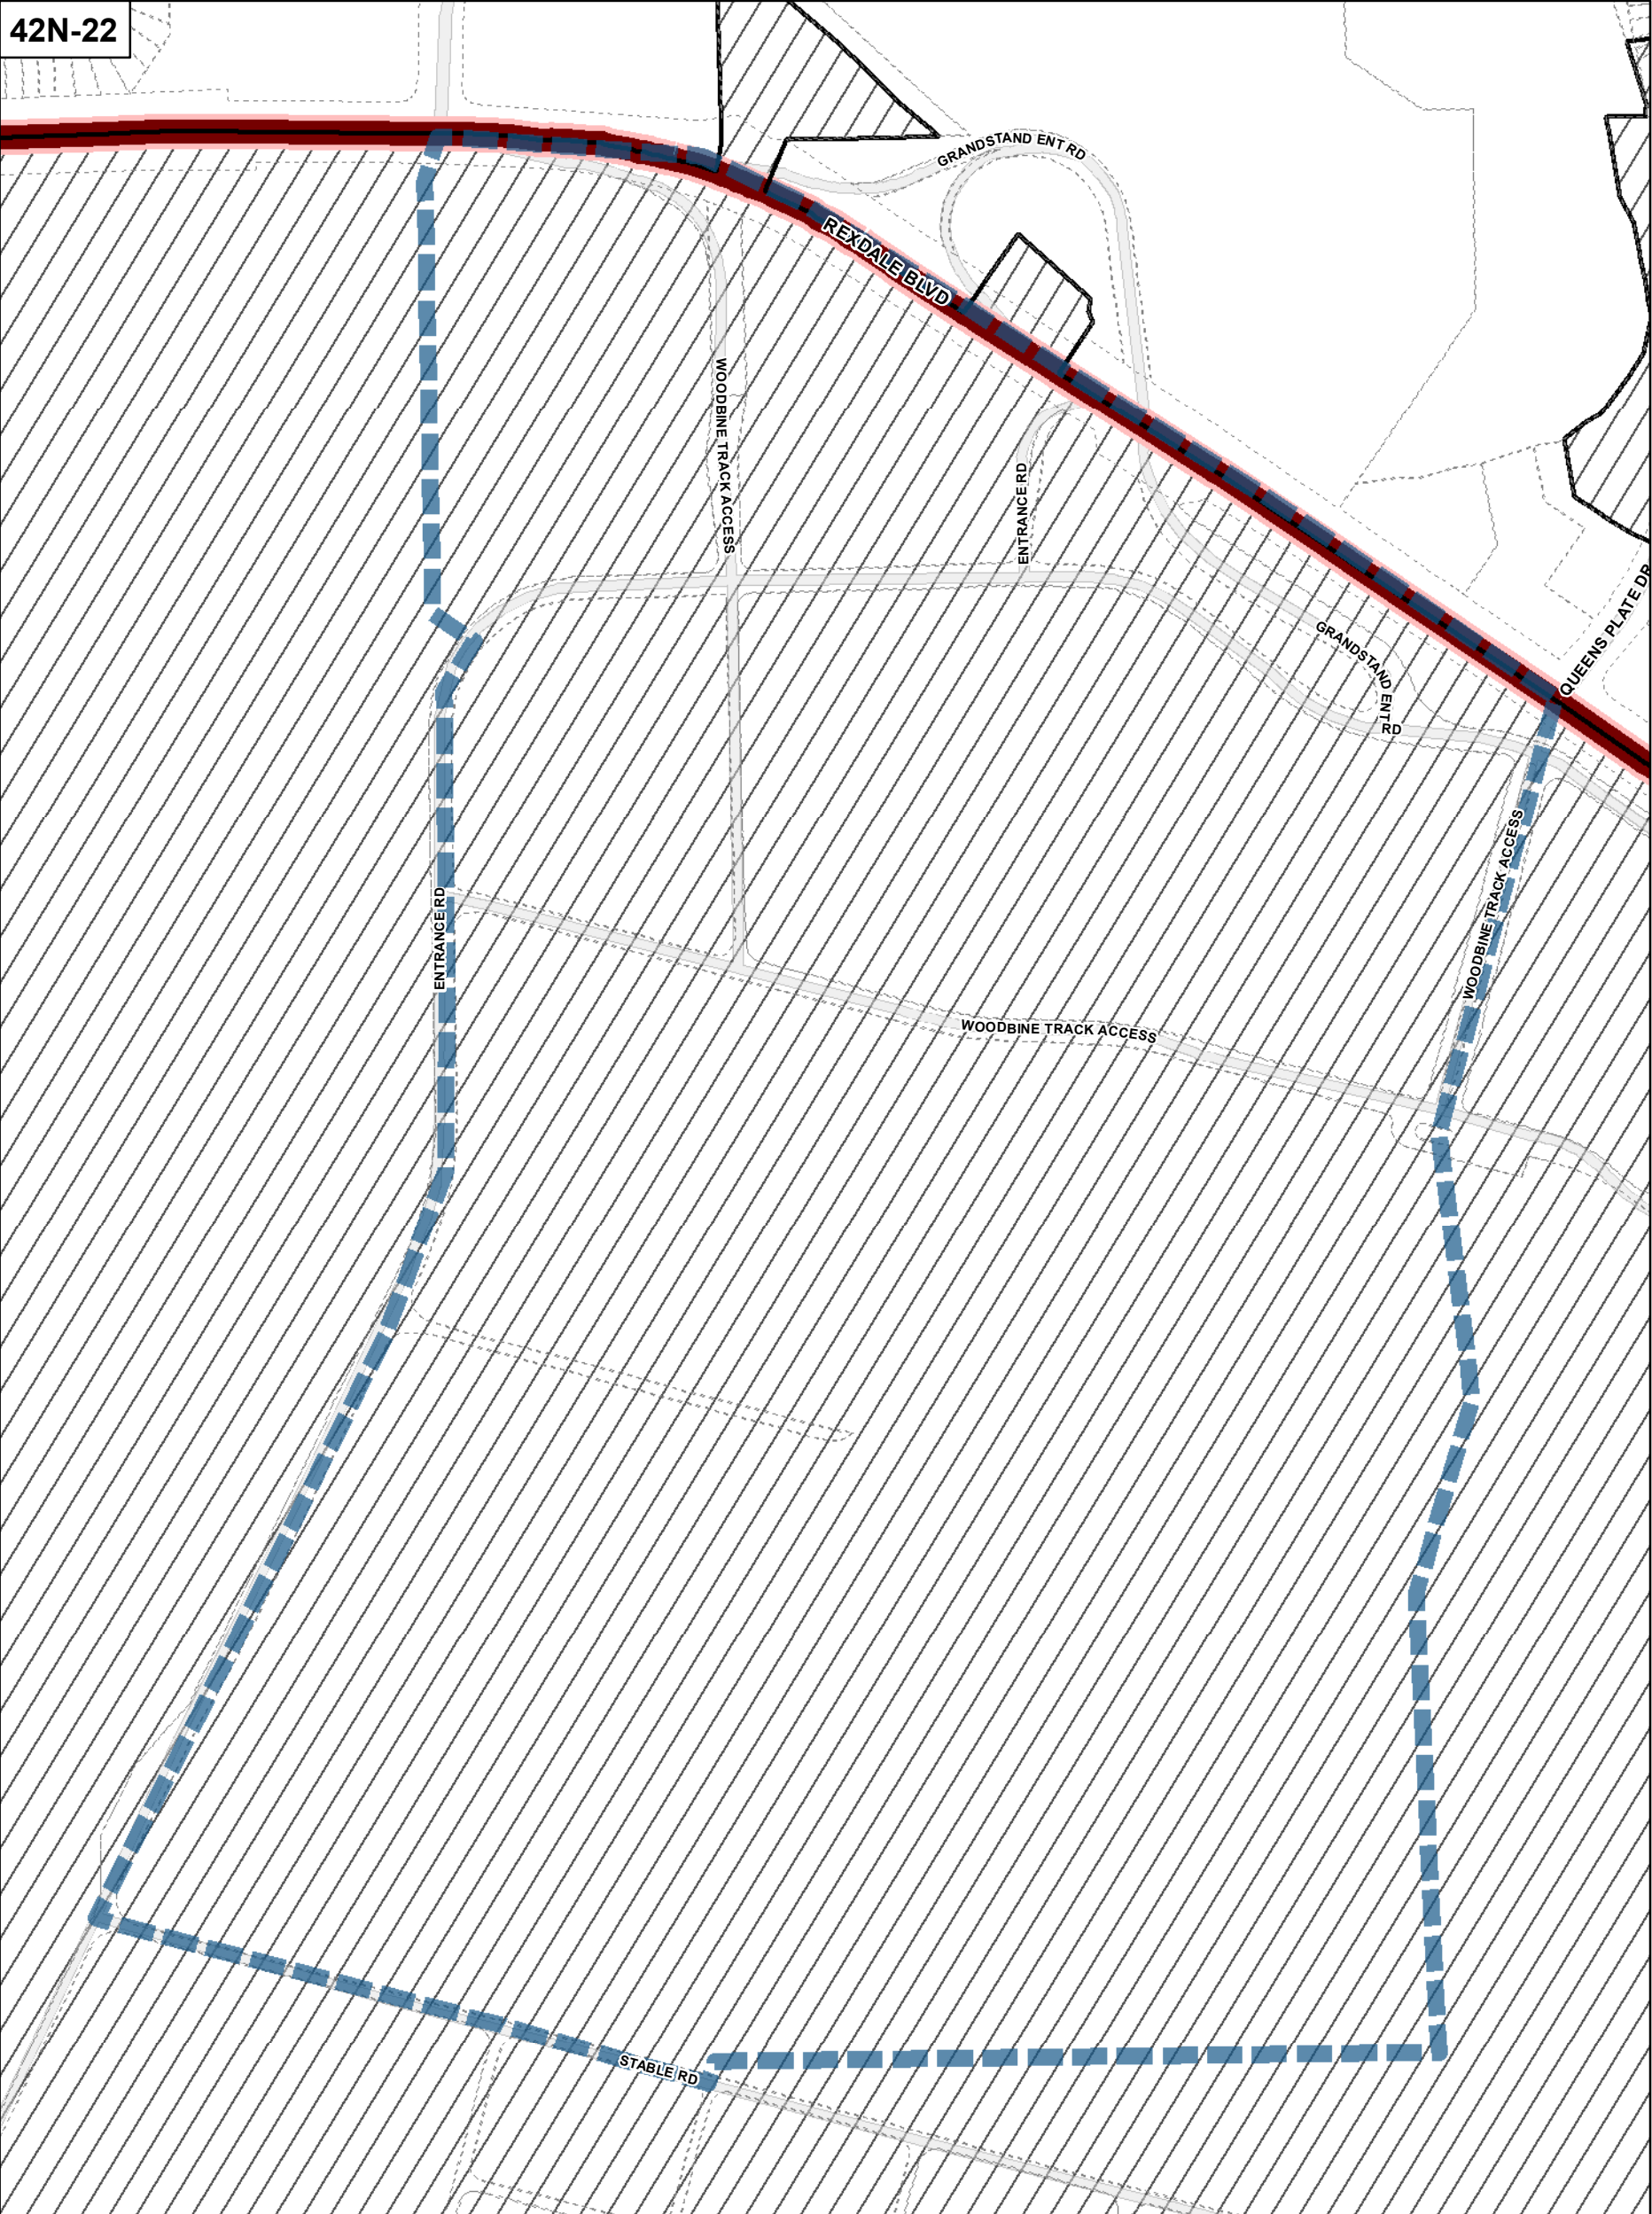 42N-22
GRANDSTAND ENT RD
REXDALE BLVD
WOODBINE TRACK ACCESS
ENTRANCE RD
QUEENS PLATE DR
GRANDSTAND ENT RD
WOODBINE TRACK ACCESS
ENTRANCE RD
WOODBINE TRACK ACCESS
STABLE RD